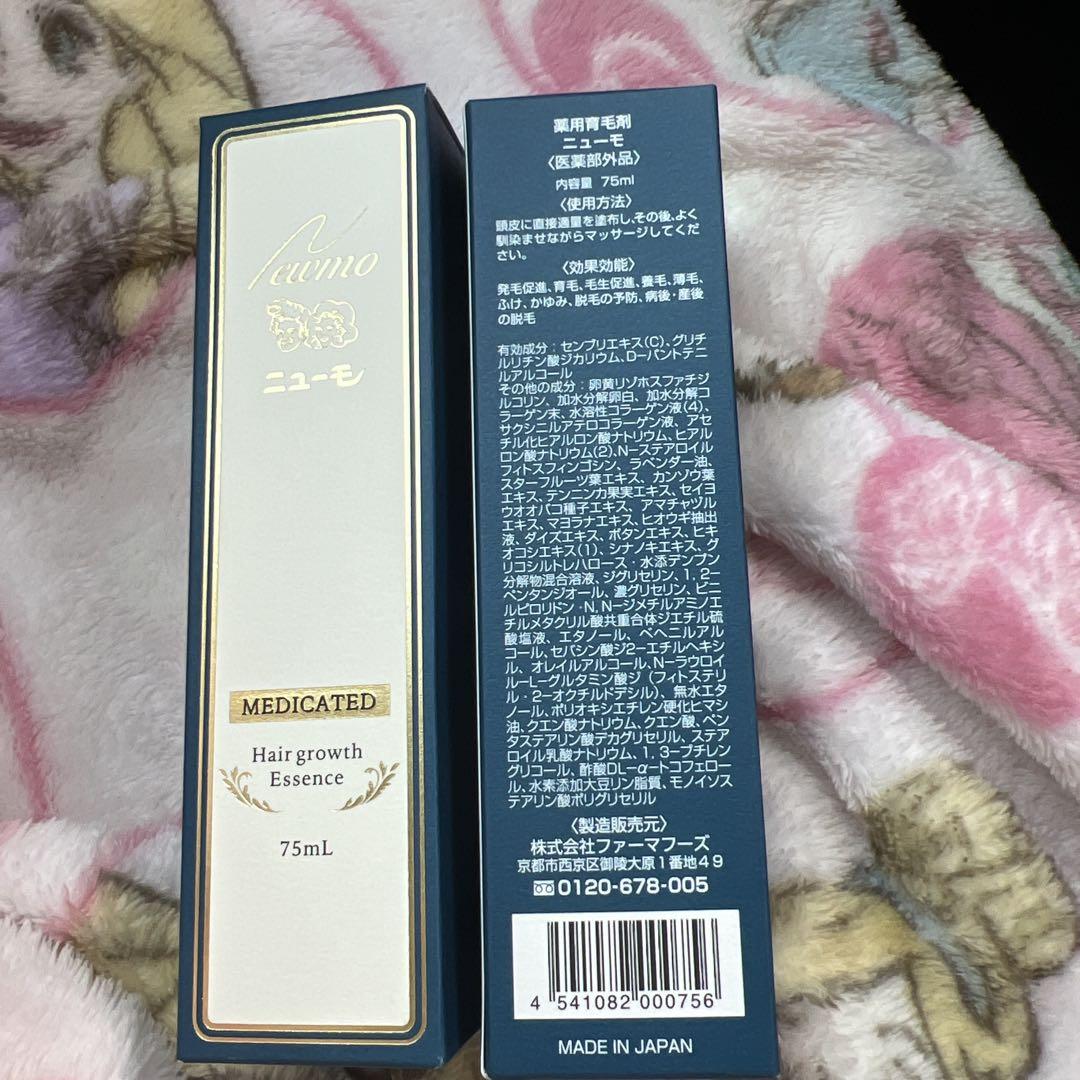 Newmo
ニューモ
MEDICATED
Hair growth
Essence
75mL
薬用育毛剤
ニューモ
〈医薬部外品〉
内容量 75ml
〈使用方法〉
頭皮に直接適量を塗布し、その後、よく
馴染ませながらマッサージしてくだ
さい。
〈効果効能〉
発毛促進、育毛、毛生促進、養毛、薄毛、
ふけ、かゆみ、脱毛の予防、病後・産後
の脱毛
有効成分：センブリエキス(C)、グリチ
ルリチン酸ジカリウム、D-パントテニ
ルアルコール
その他の成分：卵黄リゾホスファチジ
ルコリン、加水分解卵白、加水分解コ
ラーゲン末、水溶性コラーゲン液(4)、
サクシニルアテロコラーゲン液、アセ
チル化ヒアルロン酸ナトリウム、ヒアル
ロン酸ナトリウム(2)、N-ステアロイル
フィトスフィンゴシン、ラベンダー油、
スターフルーツ葉エキス、カンゾウ葉
エキス、テンニンカ果実エキス、セイヨ
ウオオバコ種子エキス、アマチャヅル
エキス、マヨラナエキス、ヒオウギ抽出
液、ダイズエキス、ボタンエキス、ヒキ
オコシエキス(1)、シナノキエキス、グ
リコシルトレハロース・水添デンプン
分解物混合溶液、ジグリセリン、1,2-
ペンタンジオール、濃グリセリン、ビニ
ルピロリドン・N,N-ジメチルアミノエ
チルメタクリル酸共重合体ジエチル硫
酸塩液、エタノール、ベヘニルアル
コール、セバシン酸ジ2-エチルヘキシ
ル、オレイルアルコール、N-ラウロイ
ル-L-グルタミン酸ジ(フィトステリ
ル・2-オクチルドデシル)、無水エタ
ノール、ポリオキシエチレン硬化ヒマシ
油、クエン酸ナトリウム、クエン酸、ペン
タステアリン酸デカグリセリル、ステア
ロイル乳酸ナトリウム、1,3-ブチレン
グリコール、酢酸DL-α-トコフェロー
ル、水素添加大豆リン脂質、モノイソス
テアリン酸ポリグリセリル
〈製造販売元〉
株式会社ファーマフーズ
京都市西京区御陵大原1番地49
0120-678-005
4 541082 000756
MADE IN JAPAN